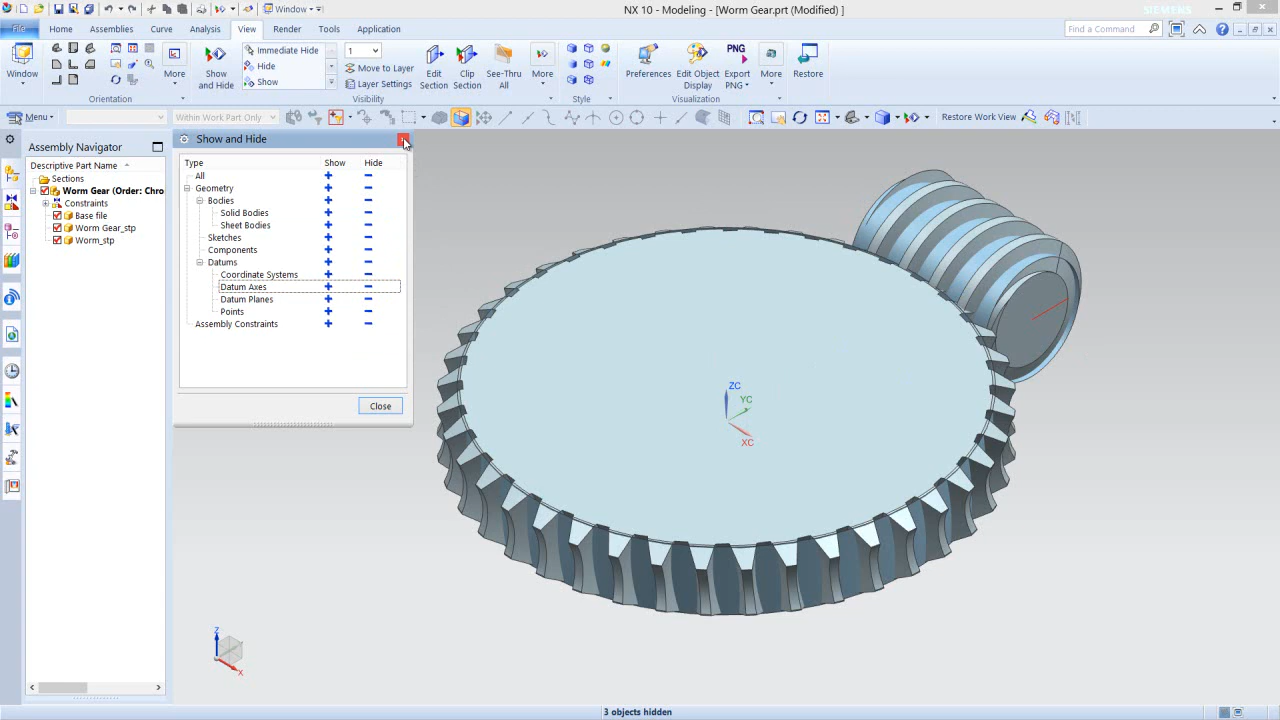 NX 10 - Modeling - [Worm Gear.prt (Modified) ]
SIEMENS
Window
File Home Assemblies Curve Analysis View Render Tools Application
Find a Command
Window
More
Orientation
Show and Hide
Immediate Hide
Hide
Show
1
Move to Layer
Layer Settings
Visibility
Edit Section
Clip Section
See-Thru All
More
Style
Preferences
Edit Object Display
PNG
Export PNG
More
Visualization
Restore
Menu
Within Work Part Only
Restore Work View
Assembly Navigator
Descriptive Part Name
Sections
Worm Gear (Order: Chro
Constraints
Base file
Worm Gear_stp
Worm_stp
Show and Hide
Type Show Hide
All
Geometry
Bodies
Solid Bodies
Sheet Bodies
Sketches
Components
Datums
Coordinate Systems
Datum Axes
Datum Planes
Points
Assembly Constraints
Close
ZC
YC
XC
Z
X
3 objects hidden